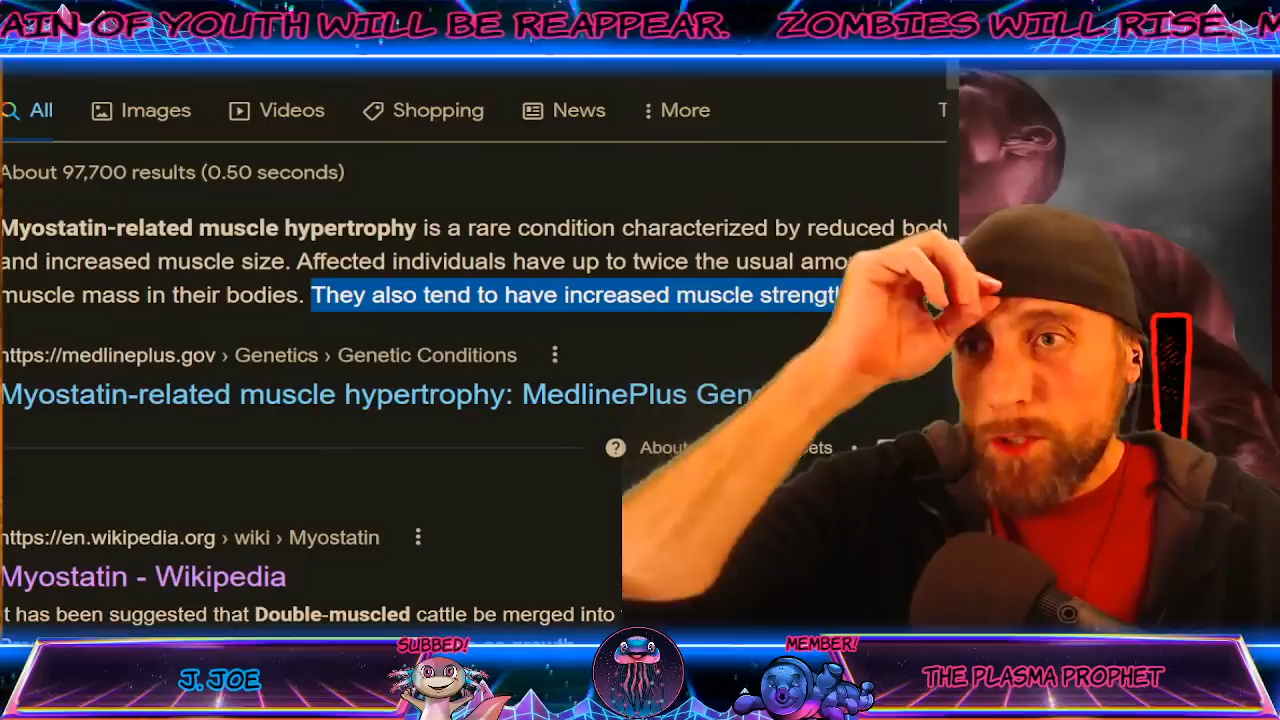 AIN OF YOUTH WILL BE REAPPEAR. ZOMBIES WILL RISE. M
All Images Videos Shopping News More T
About 97,700 results (0.50 seconds)
Myostatin-related muscle hypertrophy is a rare condition characterized by reduced body
and increased muscle size. Affected individuals have up to twice the usual amo
muscle mass in their bodies. They also tend to have increased muscle strength
https://medlineplus.gov › Genetics › Genetic Conditions
Myostatin-related muscle hypertrophy: MedlinePlus Gen
About ets
https://en.wikipedia.org › wiki › Myostatin
Myostatin - Wikipedia
t has been suggested that Double-muscled cattle be merged into
SUBBED! MEMBER!
J. JOE THE PLASMA PROPHET